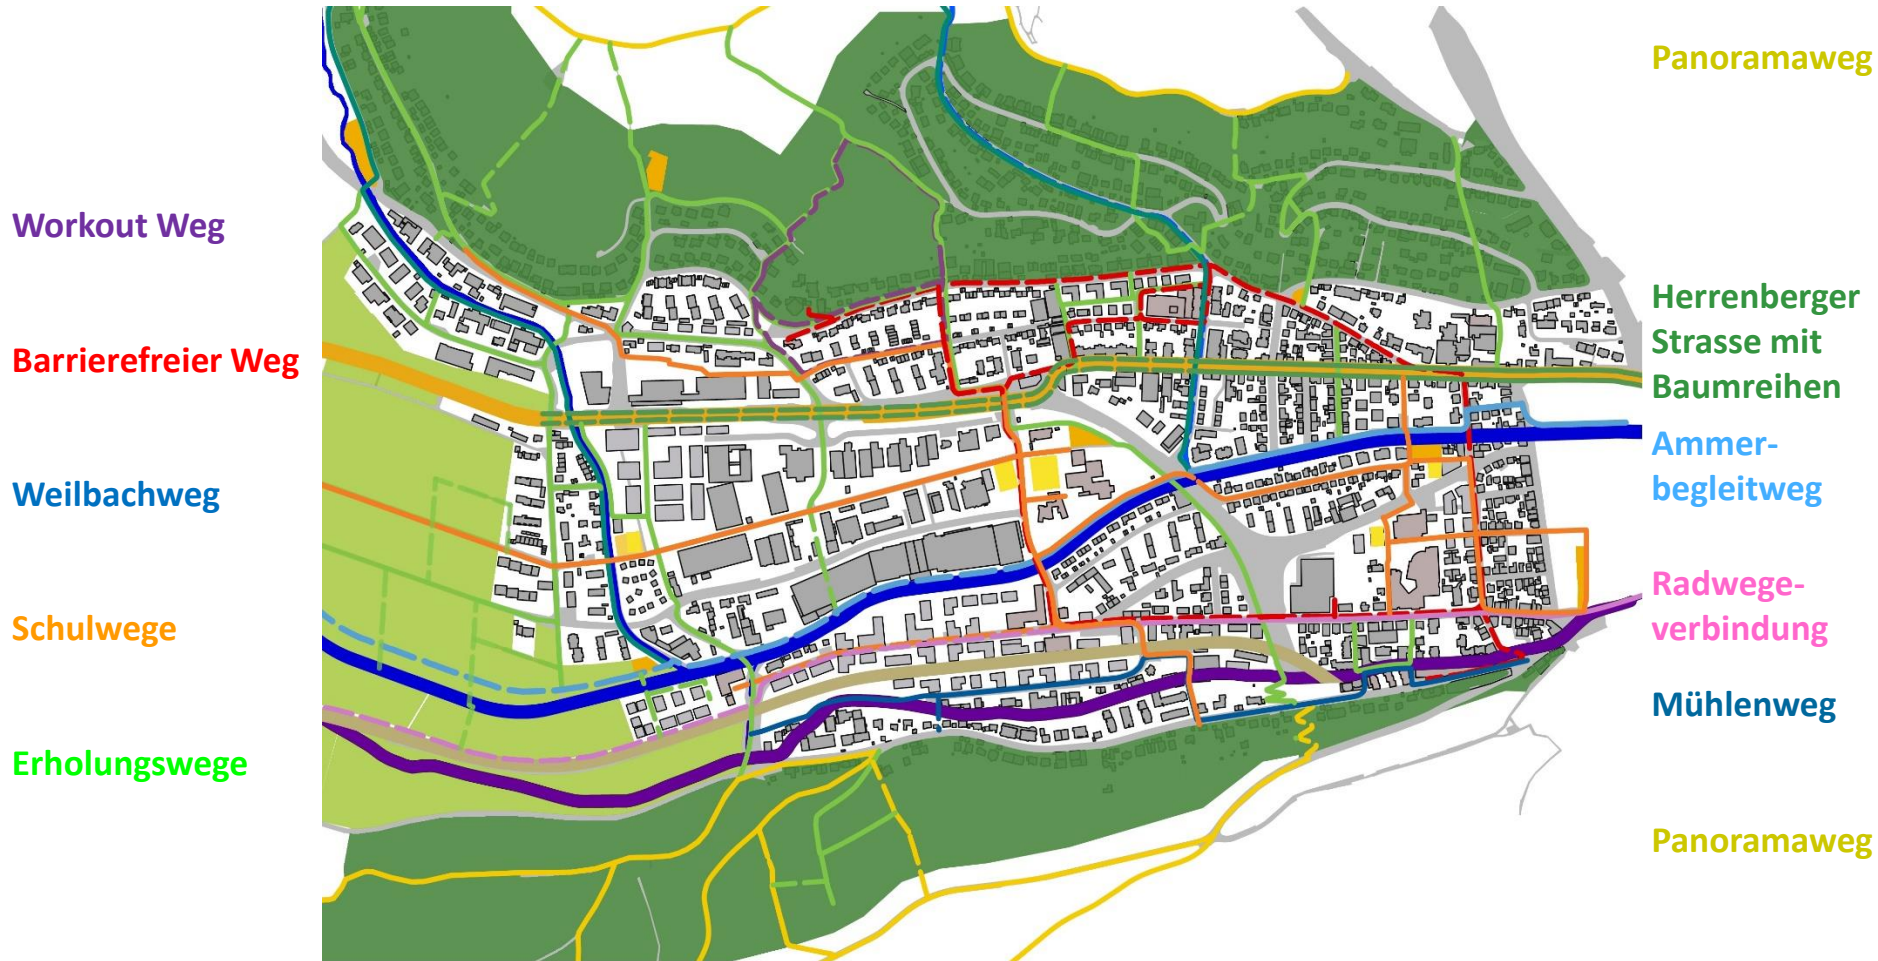 Workout Weg
Barrierefreier Weg
Weilbachweg
Schulwege
Erholungswege
Panoramaweg
Herrenberger
Strasse mit
Baumreihen
Ammer-
begleitweg
Radwege-
verbindung
Mühlenweg
Panoramaweg